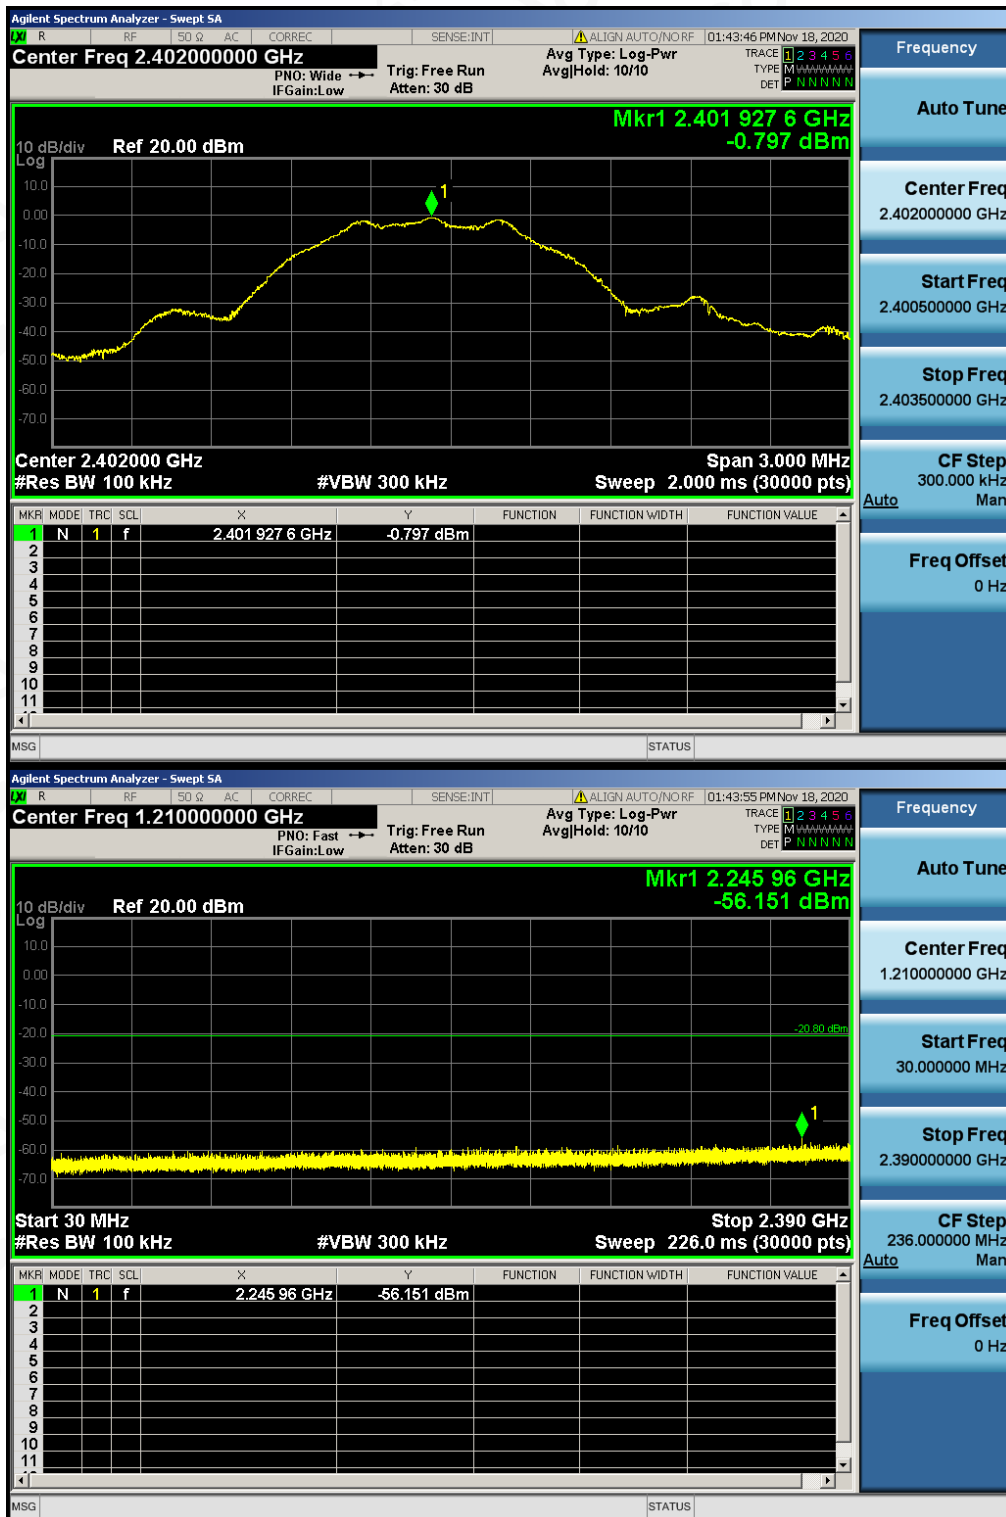 Agilent Spectrum Analyzer - Swept SA
LXI R RF 50 Ω AC CORREC SENSE:INT ALIGN AUTO/NO RF 01:43:46 PM Nov 18, 2020
Center Freq 2.402000000 GHz
PNO: Wide
IFGain:Low
Trig: Free Run
Atten: 30 dB
Avg Type: Log-Pwr
Avg|Hold: 10/10
TRACE 1 2 3 4 5 6
TYPE M
DET P N N N N N
Mkr1 2.401 927 6 GHz
-0.797 dBm
10 dB/div Ref 20.00 dBm
Log
10.0
0.00
-10.0
-20.0
-30.0
-40.0
-50.0
-60.0
-70.0
1
Center 2.402000 GHz Span 3.000 MHz
#Res BW 100 kHz #VBW 300 kHz Sweep 2.000 ms (30000 pts)
MKR MODE TRC SCL X Y FUNCTION FUNCTION WIDTH FUNCTION VALUE
1 N 1 f 2.401 927 6 GHz -0.797 dBm
2
3
4
5
6
7
8
9
10
11
MSG STATUS
Frequency
Auto Tune
Center Freq
2.402000000 GHz
Start Freq
2.400500000 GHz
Stop Freq
2.403500000 GHz
CF Step
300.000 kHz
Auto Man
Freq Offset
0 Hz
Agilent Spectrum Analyzer - Swept SA
LXI R RF 50 Ω AC CORREC SENSE:INT ALIGN AUTO/NO RF 01:43:55 PM Nov 18, 2020
Center Freq 1.210000000 GHz
PNO: Fast
IFGain:Low
Trig: Free Run
Atten: 30 dB
Avg Type: Log-Pwr
Avg|Hold: 10/10
TRACE 1 2 3 4 5 6
TYPE M
DET P N N N N N
Mkr1 2.245 96 GHz
-56.151 dBm
10 dB/div Ref 20.00 dBm
Log
10.0
0.00
-10.0
-20.0
-30.0
-40.0
-50.0
-60.0
-70.0
-20.80 dBm
1
Start 30 MHz Stop 2.390 GHz
#Res BW 100 kHz #VBW 300 kHz Sweep 226.0 ms (30000 pts)
MKR MODE TRC SCL X Y FUNCTION FUNCTION WIDTH FUNCTION VALUE
1 N 1 f 2.245 96 GHz -56.151 dBm
2
3
4
5
6
7
8
9
10
11
MSG STATUS
Frequency
Auto Tune
Center Freq
1.210000000 GHz
Start Freq
30.000000 MHz
Stop Freq
2.390000000 GHz
CF Step
236.000000 MHz
Auto Man
Freq Offset
0 Hz